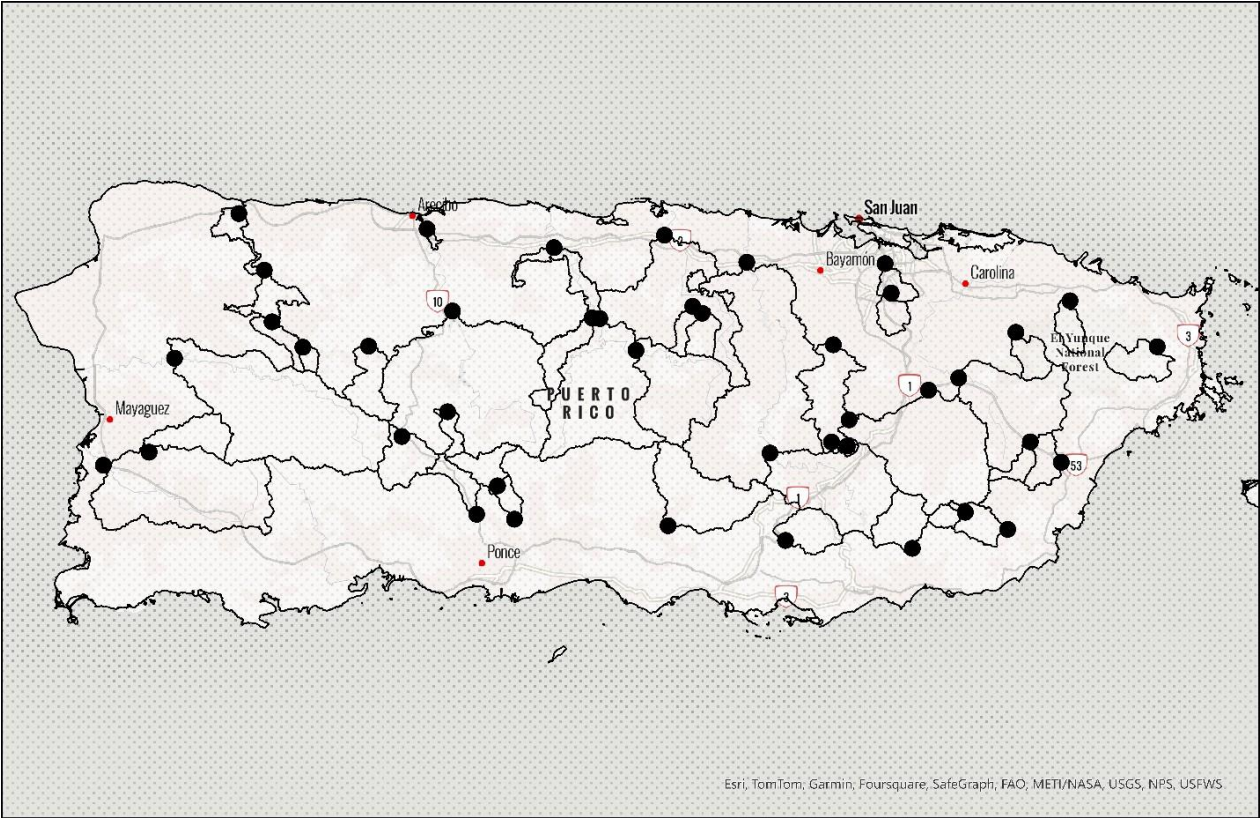 Arecibo
San Juan
2
Bayamón
Carolina
10
El Yunque
National
Forest
3
PUERTO
RICO
1
Mayaguez
53
1
Ponce
3
Esri, TomTom, Garmin, Foursquare, SafeGraph, FAO, METI/NASA, USGS, NPS, USFWS